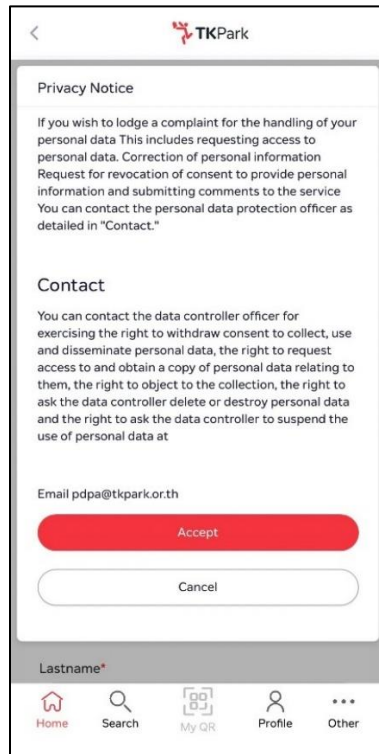 TKPark
Privacy Notice
If you wish to lodge a complaint for the handling of your
personal data This includes requesting access to
personal data. Correction of personal information
Request for revocation of consent to provide personal
information and submitting comments to the service
You can contact the personal data protection officer as
detailed in "Contact."
Contact
You can contact the data controller officer for
exercising the right to withdraw consent to collect, use
and disseminate personal data, the right to request
access to and obtain a copy of personal data relating to
them, the right to object to the collection, the right to
ask the data controller delete or destroy personal data
and the right to ask the data controller to suspend the
use of personal data at
Email pdpa@tkpark.or.th
Accept
Cancel
Lastname*
Home Search My QR Profile Other